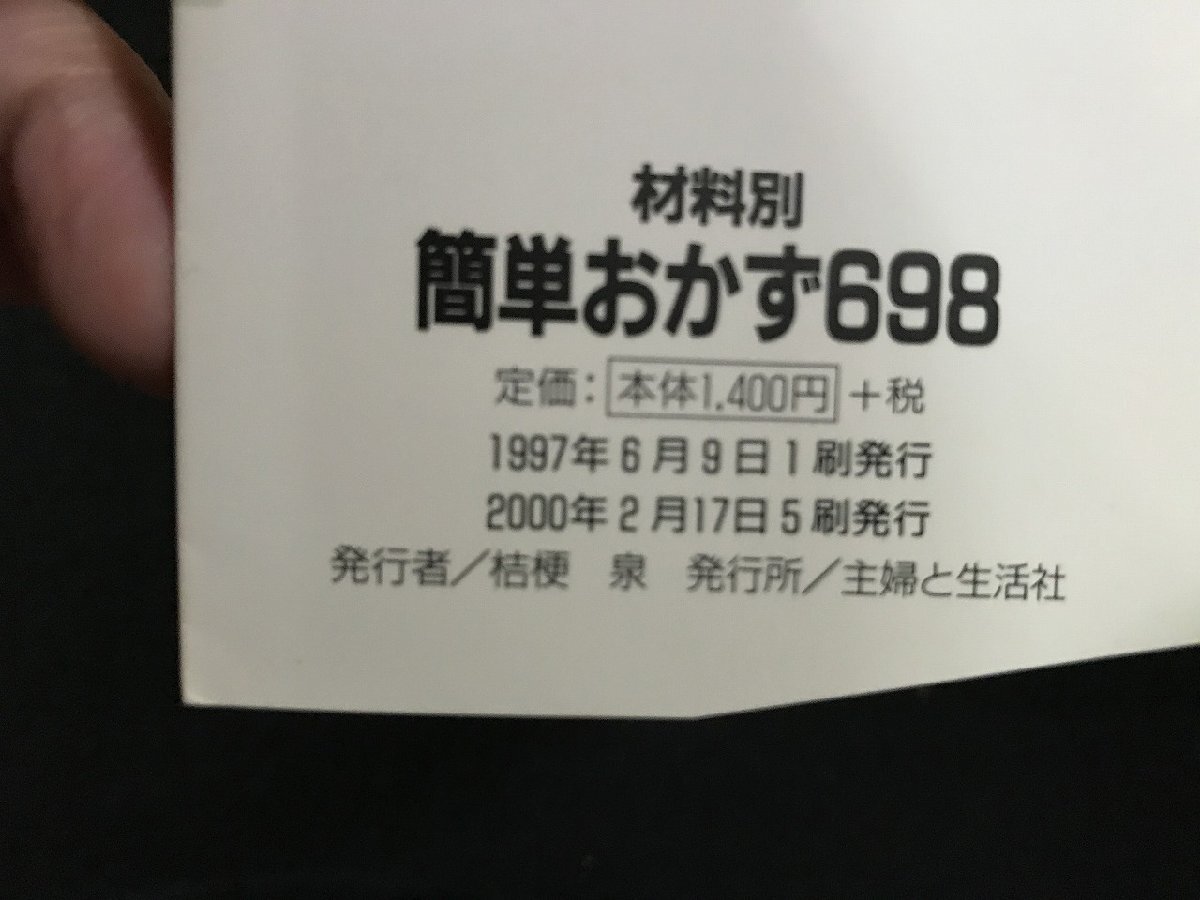 材料別
簡単おかず698
定価：本体1,400円＋税
1997年6月9日1刷発行
2000年2月17日5刷発行
発行者／桔梗　泉　発行所／主婦と生活社